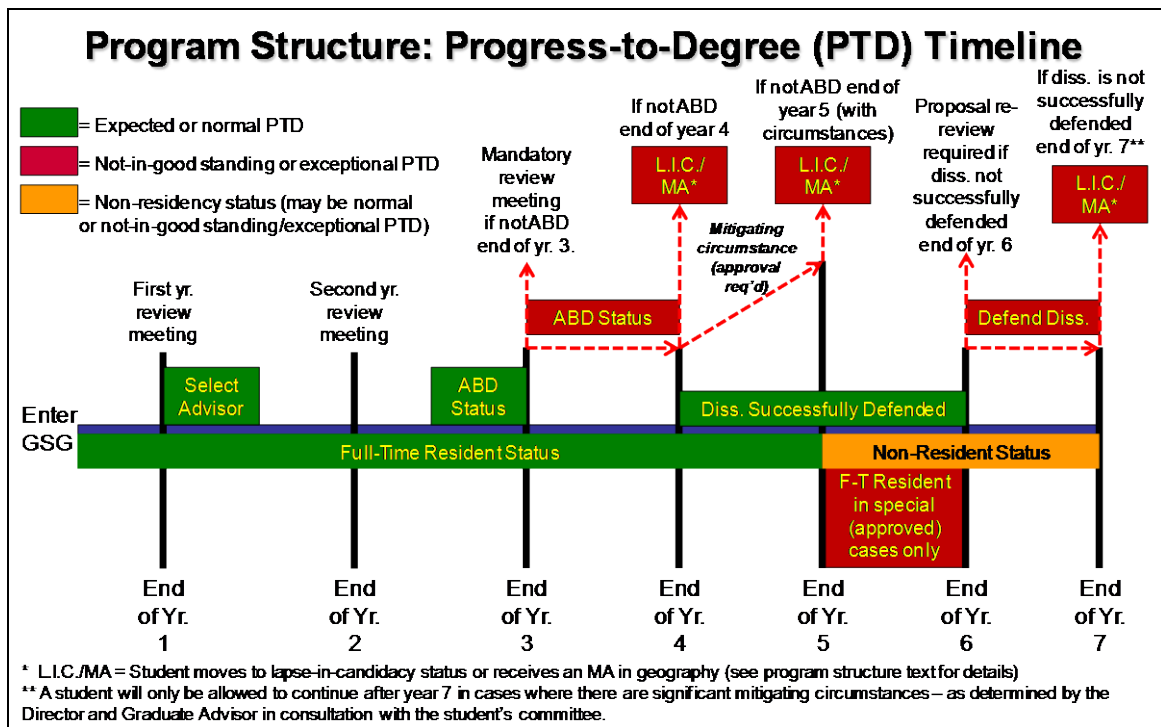 Program Structure: Progress-to-Degree (PTD) Timeline
= Expected or normal PTD
= Not-in-good standing or exceptional PTD
= Non-residency status (may be normal
or not-in-good standing/exceptional PTD)
First yr.
review
meeting
Second yr.
review
meeting
Mandatory
review
meeting
if not ABD
end of yr. 3.
If not ABD
end of year 4
L.I.C./
MA*
If not ABD end of
year 5 (with
circumstances)
L.I.C./
MA*
Mitigating
circumstance
(approval
req'd)
Proposal re-
review
required if
diss. not
successfully
defended
end of yr. 6
If diss. is not
successfully
defended
end of yr. 7**
L.I.C./
MA*
ABD Status
Defend Diss.
Enter
GSG
Select
Advisor
ABD
Status
Diss. Successfully Defended
Full-Time Resident Status
Non-Resident Status
F-T Resident
in special
(approved)
cases only
End
of Yr.
1
End
of Yr.
2
End
of Yr.
3
End
of Yr.
4
End
of Yr.
5
End
of Yr.
6
End
of Yr.
7
* L.I.C./MA = Student moves to lapse-in-candidacy status or receives an MA in geography (see program structure text for details)
** A student will only be allowed to continue after year 7 in cases where there are significant mitigating circumstances – as determined by the
Director and Graduate Advisor in consultation with the student's committee.